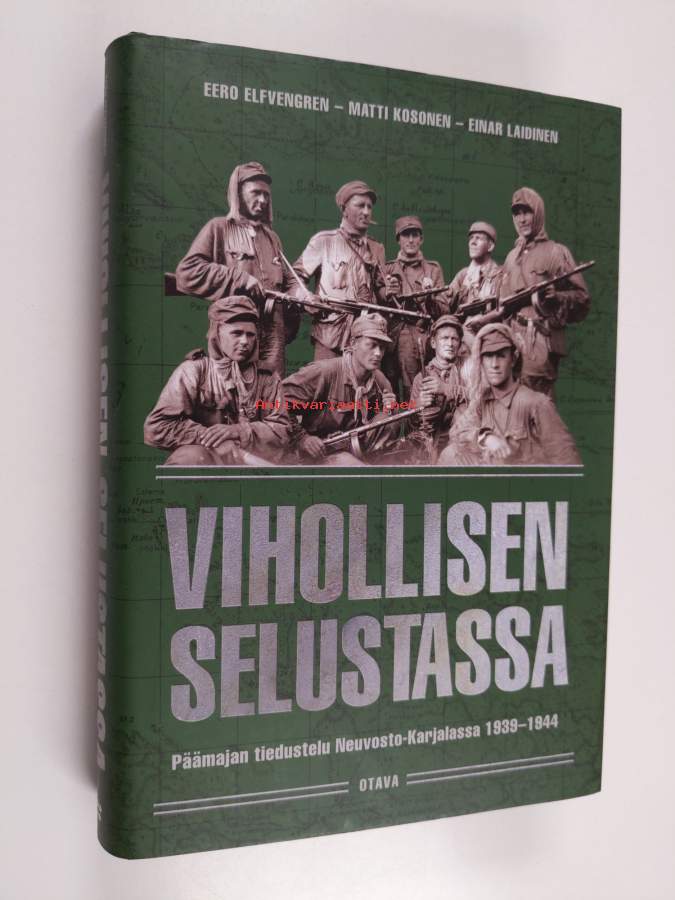 EERO ELFVENGREN – MATTI KOSONEN – EINAR LAIDINEN
Antikvariaatti.net
VIHOLLISEN
SELUSTASSA
Päämajan tiedustelu Neuvosto-Karjalassa 1939–1944
OTAVA
VIHOLLISEN SELUSTASSA